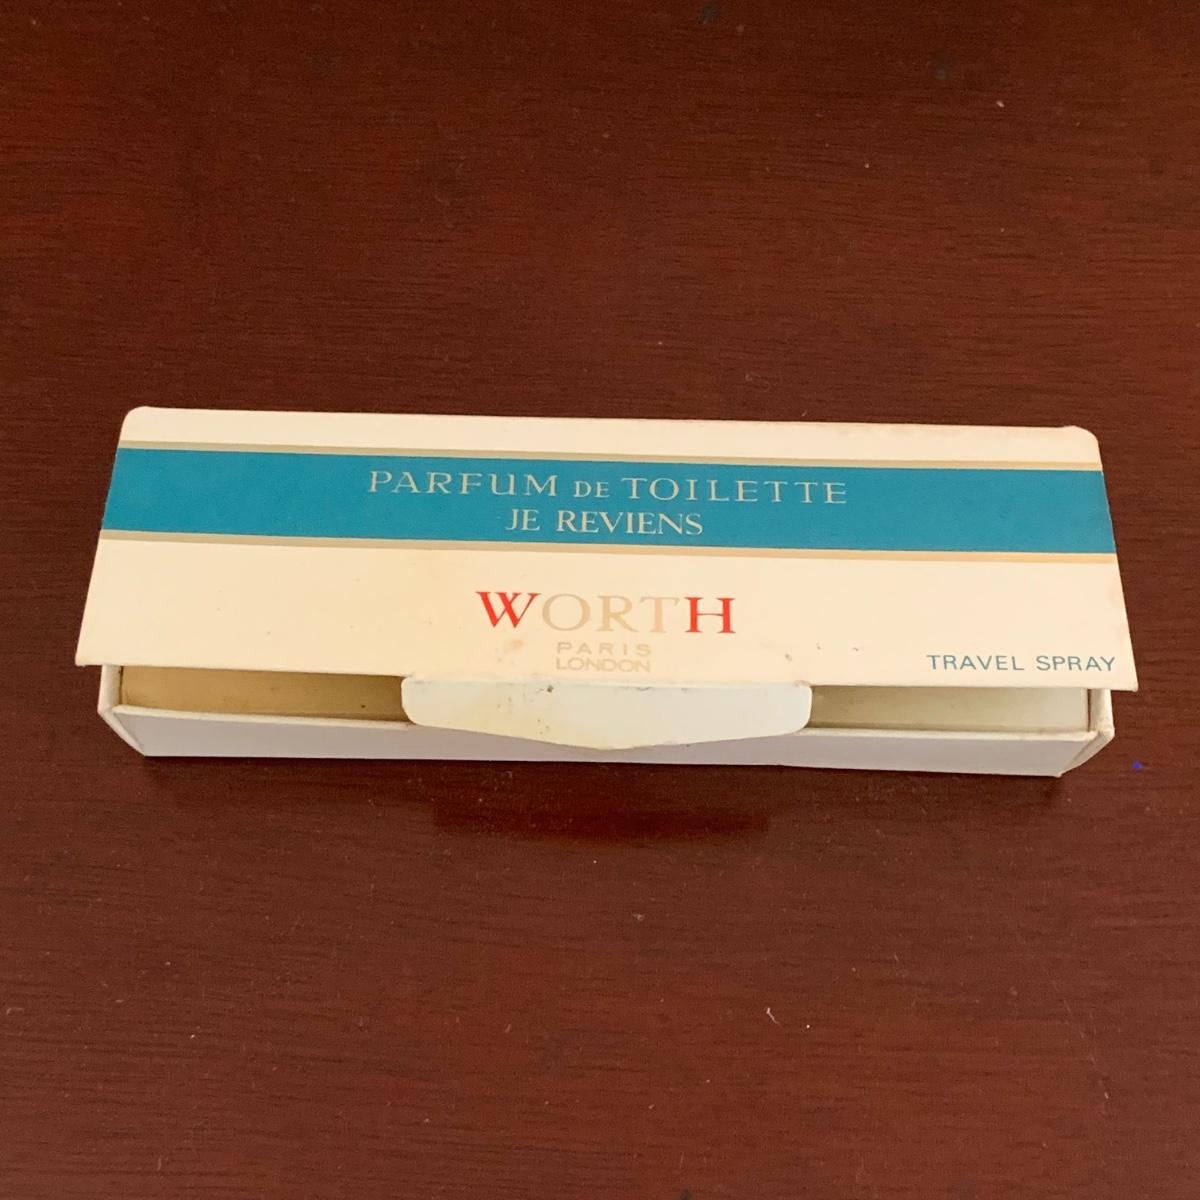 PARFUM DE TOILETTE
JE REVIENS
WORTH
PARIS
LONDON
TRAVEL SPRAY